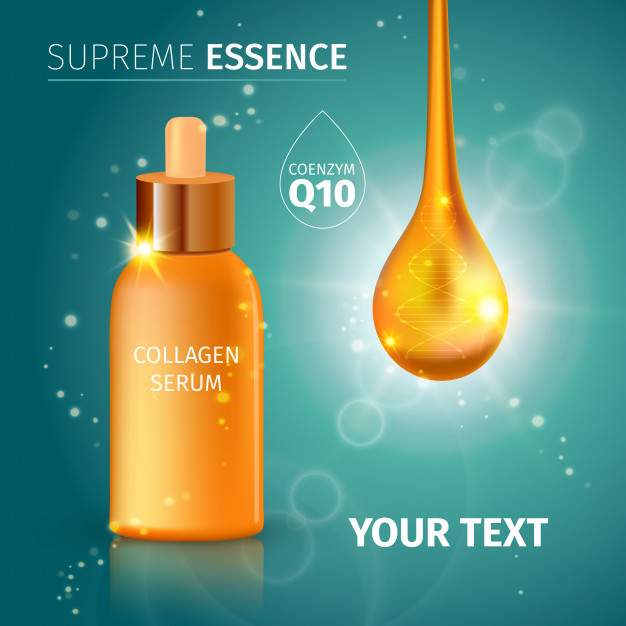 SUPREME ESSENCE
COENZYM
Q10
COLLAGEN
SERUM
YOUR TEXT